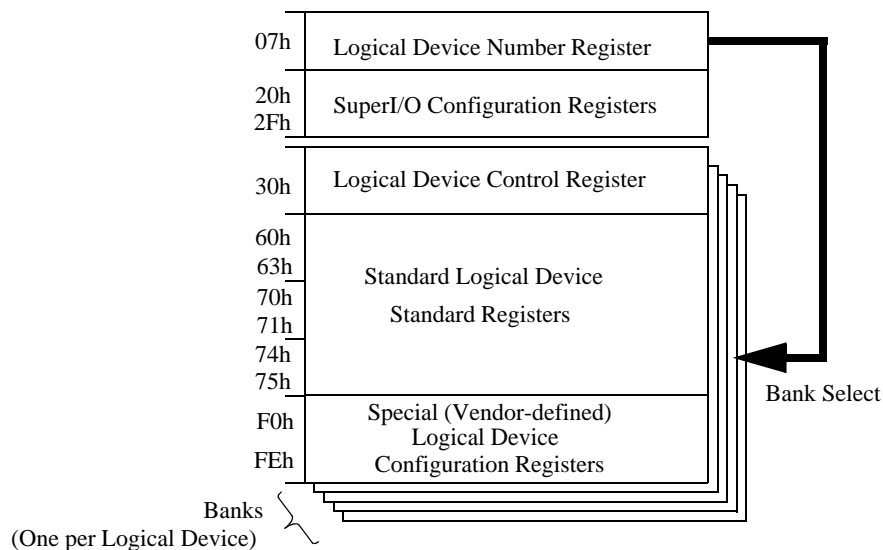 07h
Logical Device Number Register
20h
2Fh
SuperI/O Configuration Registers
30h
Logical Device Control Register
60h
63h
70h
71h
74h
75h
Standard Logical Device
Standard Registers
Bank Select
F0h
FEh
Special (Vendor-defined)
Logical Device
Configuration Registers
Banks
(One per Logical Device)